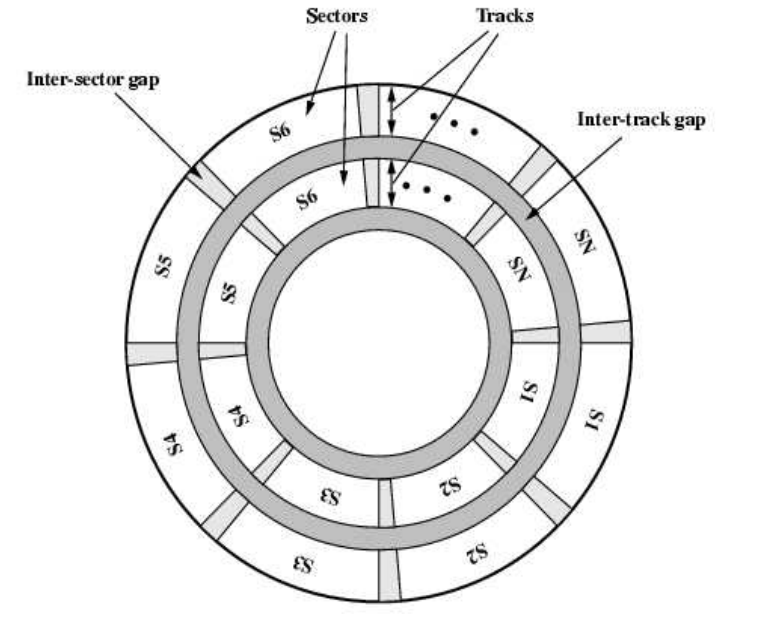 Sectors
Tracks
Inter-sector gap
Inter-track gap
S6
• • •
S6
• • •
SN
SN
S5
S5
S1
S1
S4
S4
S3
S2
S3
S2